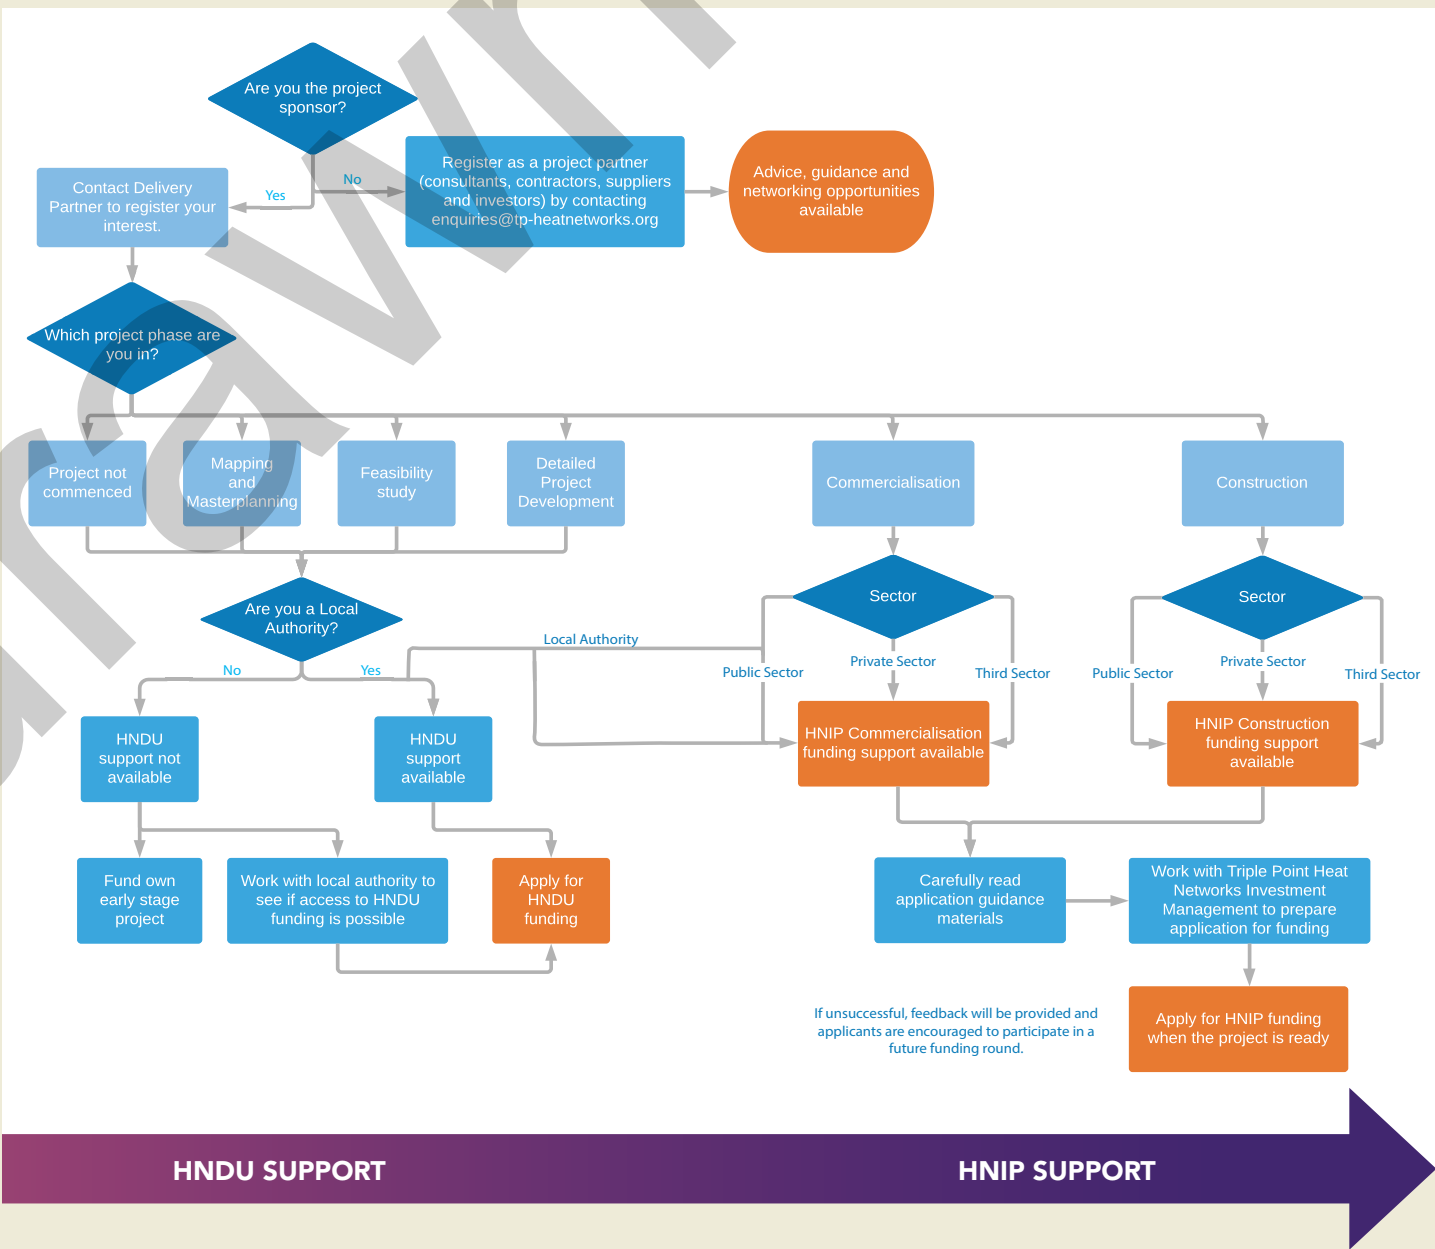 Are you the project
sponsor?
Yes
No
Contact Delivery
Partner to register your
interest.
Register as a project partner
(consultants, contractors, suppliers
and investors) by contacting
enquiries@tp-heatnetworks.org
Advice, guidance and
networking opportunities
available
Which project phase are
you in?
Project not
commenced
Mapping
and
Masterplanning
Feasibility
study
Detailed
Project
Development
Commercialisation
Construction
Are you a Local
Authority?
No
Yes
Local Authority
Sector
Public Sector
Private Sector
Third Sector
Sector
Public Sector
Private Sector
Third Sector
HNDU
support not
available
HNDU
support
available
HNIP Commercialisation
funding support available
HNIP Construction
funding support
available
Fund own
early stage
project
Work with local authority to
see if access to HNDU
funding is possible
Apply for
HNDU
funding
Carefully read
application guidance
materials
Work with Triple Point Heat
Networks Investment
Management to prepare
application for funding
If unsuccessful, feedback will be provided and
applicants are encouraged to participate in a
future funding round.
Apply for HNIP funding
when the project is ready
HNDU SUPPORT
HNIP SUPPORT